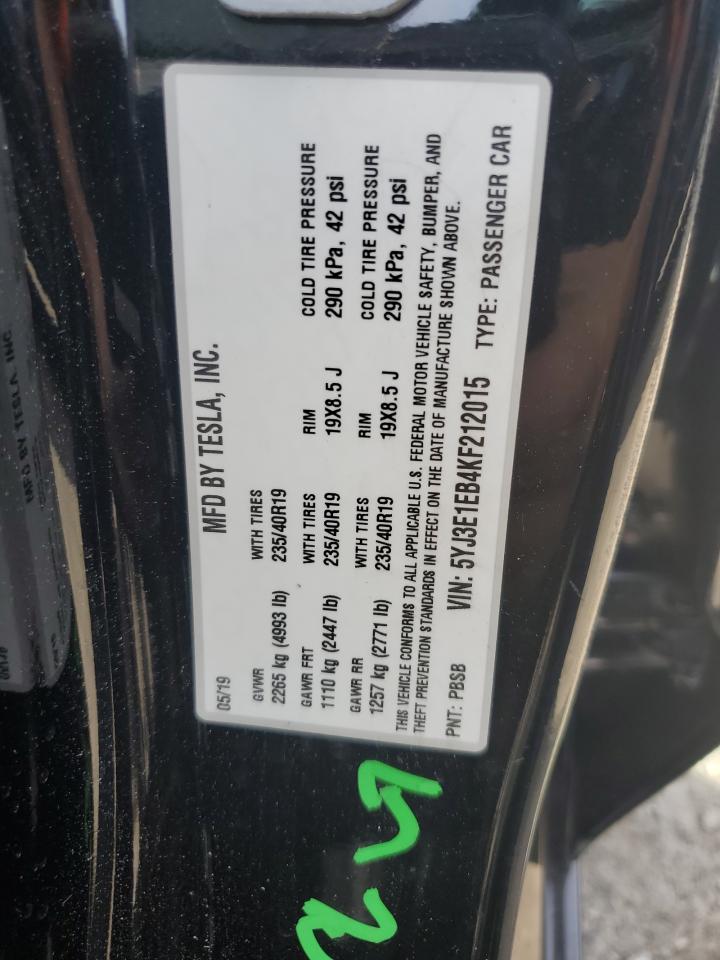 05/19 MFD BY TESLA, INC.
GVWR WITH TIRES
2265 kg (4993 lb) 235/40R19
GAWR FRT WITH TIRES RIM COLD TIRE PRESSURE
1110 kg (2447 lb) 235/40R19 19X8.5 J 290 kPa, 42 psi
GAWR RR WITH TIRES RIM COLD TIRE PRESSURE
1257 kg (2771 lb) 235/40R19 19X8.5 J 290 kPa, 42 psi
THIS VEHICLE CONFORMS TO ALL APPLICABLE U.S. FEDERAL MOTOR VEHICLE SAFETY, BUMPER, AND
THEFT PREVENTION STANDARDS IN EFFECT ON THE DATE OF MANUFACTURE SHOWN ABOVE.
PNT: PBSB VIN: 5YJ3E1EB4KF212015 TYPE: PASSENGER CAR
MFD BY TESLA, INC.